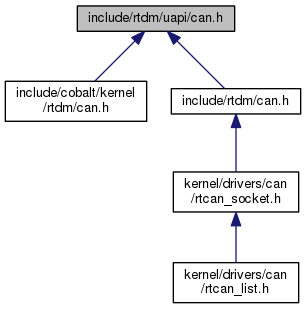 include/rtdm/uapi/can.h
include/cobalt/kernel
/rtdm/can.h
include/rtdm/can.h
kernel/drivers/can
/rtcan_socket.h
kernel/drivers/can
/rtcan_list.h